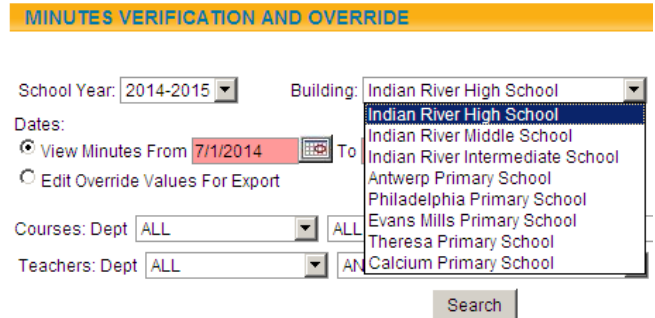 MINUTES VERIFICATION AND OVERRIDE
School Year: 2014-2015 Building: Indian River High School
Indian River High School
Indian River Middle School
Indian River Intermediate School
Antwerp Primary School
Philadelphia Primary School
Evans Mills Primary School
Theresa Primary School
Calcium Primary School
Dates:
View Minutes From 7/1/2014 To
Edit Override Values For Export
Courses: Dept ALL ALL
Teachers: Dept ALL
Search